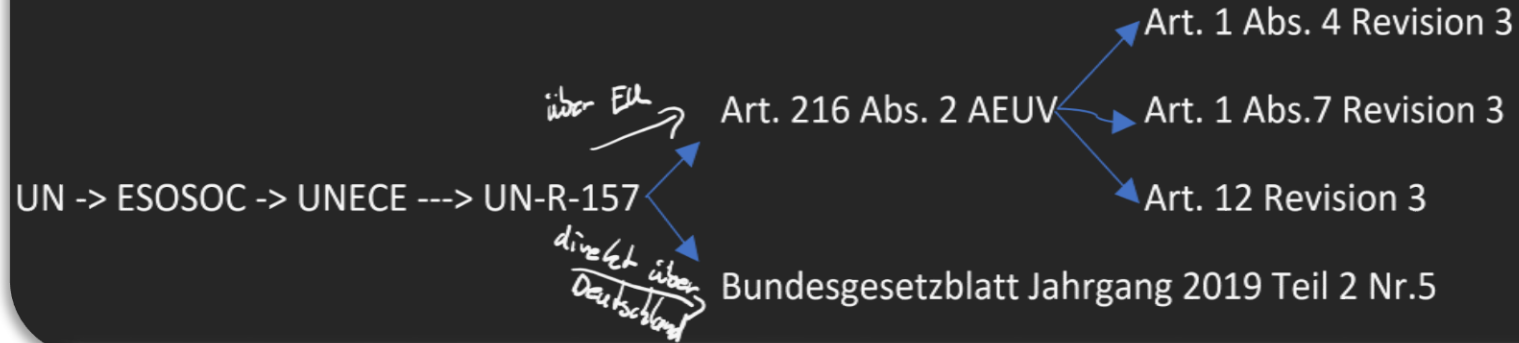 Art. 1 Abs. 4 Revision 3
über EU
Art. 216 Abs. 2 AEUV
Art. 1 Abs.7 Revision 3
UN -> ESOSOC -> UNECE ---> UN-R-157
Art. 12 Revision 3
direkt über
Deutschland
Bundesgesetzblatt Jahrgang 2019 Teil 2 Nr.5